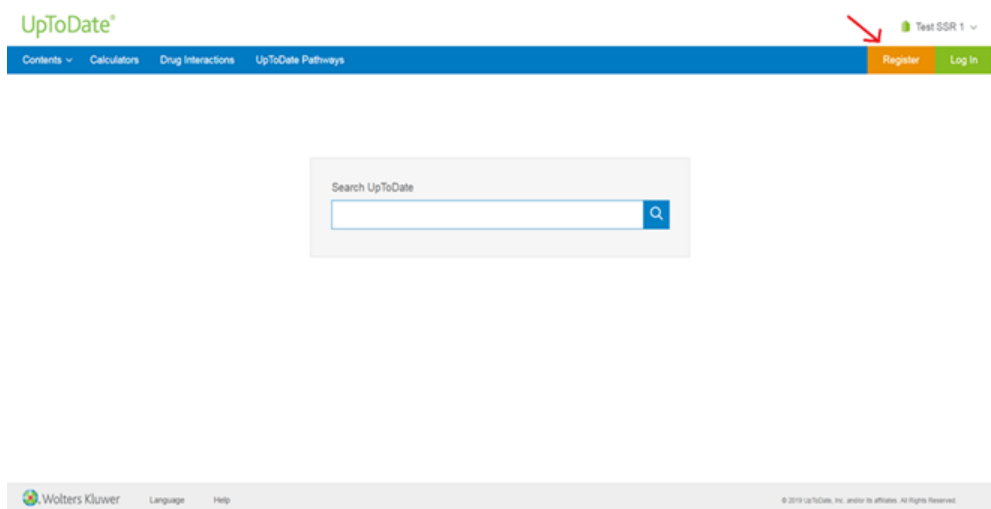 UpToDate®
Test SSR 1
Contents Calculators Drug Interactions UpToDate Pathways Register Log In
Search UpToDate
Wolters Kluwer Language Help © 2019 UpToDate, Inc. and/or its affiliates. All Rights Reserved.